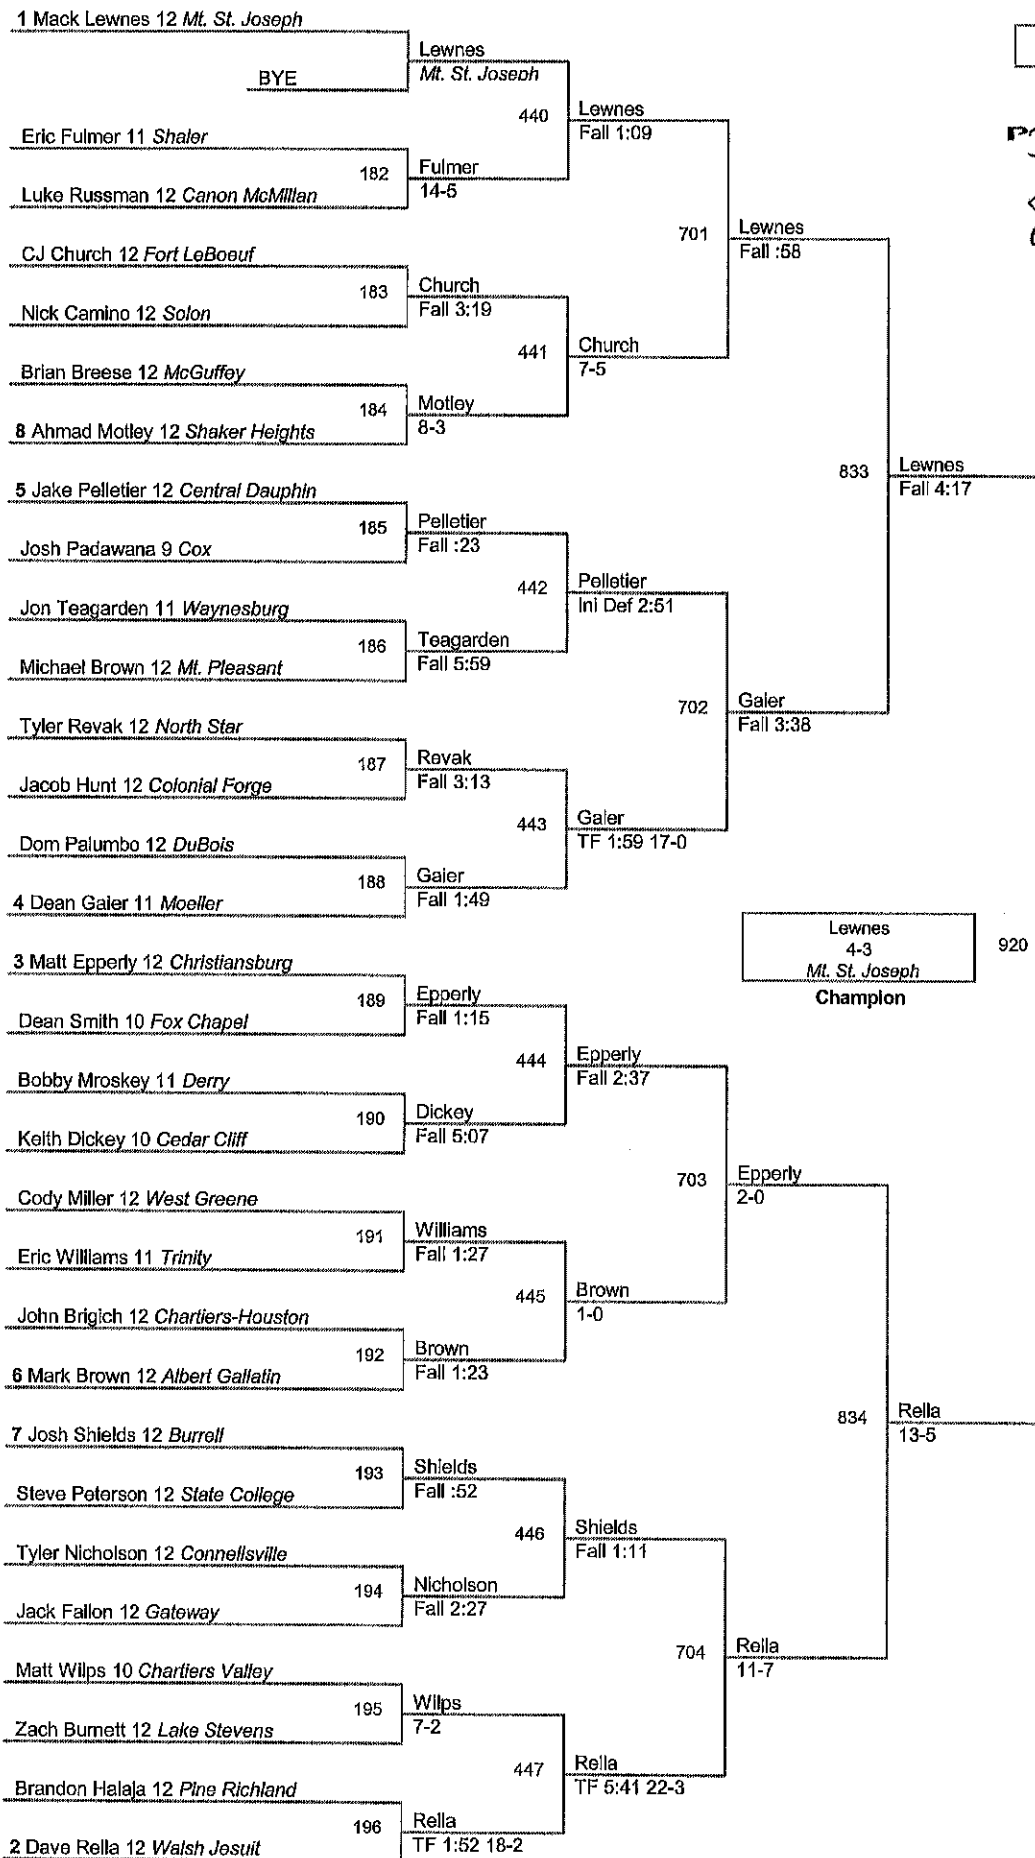 1 Mack Lewnes 12 Mt. St. Joseph
Lewnes
Mt. St. Joseph
BYE
440
Lewnes
Fall 1:09
Eric Fulmer 11 Shaler
182
Fulmer
14-5
Luke Russman 12 Canon McMillan
701
Lewnes
Fall :58
CJ Church 12 Fort LeBoeuf
183
Church
Fall 3:19
Nick Camino 12 Solon
441
Church
7-5
Brian Breese 12 McGuffey
184
Motley
8-3
8 Ahmad Motley 12 Shaker Heights
833
Lewnes
Fall 4:17
5 Jake Pelletier 12 Central Dauphin
185
Pelletier
Fall :23
Josh Padawana 9 Cox
442
Pelletier
Inj Def 2:51
Jon Teagarden 11 Waynesburg
186
Teagarden
Fall 5:59
Michael Brown 12 Mt. Pleasant
702
Galer
Fall 3:38
Tyler Revak 12 North Star
187
Revak
Fall 3:13
Jacob Hunt 12 Colonial Forge
443
Galer
TF 1:59 17-0
Dom Palumbo 12 DuBois
188
Gaier
Fall 1:49
4 Dean Gaier 11 Moeller
Lewnes
4-3
Mt. St. Joseph
Champion
920
3 Matt Epperly 12 Christiansburg
189
Epperly
Fall 1:15
Dean Smith 10 Fox Chapel
444
Epperly
Fall 2:37
Bobby Mroskey 11 Derry
190
Dickey
Fall 5:07
Keith Dickey 10 Cedar Cliff
703
Epperly
2-0
Cody Miller 12 West Greene
191
Williams
Fall 1:27
Eric Williams 11 Trinity
445
Brown
1-0
John Brigich 12 Chartiers-Houston
192
Brown
Fall 1:23
6 Mark Brown 12 Albert Gallatin
834
Rella
13-5
7 Josh Shields 12 Burrell
193
Shields
Fall :52
Steve Peterson 12 State College
446
Shields
Fall 1:11
Tyler Nicholson 12 Connellsville
194
Nicholson
Fall 2:27
Jack Fallon 12 Gateway
704
Rella
11-7
Matt Wilps 10 Chartiers Valley
195
Wilps
7-2
Zach Burnett 12 Lake Stevens
447
Rella
TF 5:41 22-3
Brandon Halaja 12 Pine Richland
196
Rella
TF 1:52 18-2
2 Dave Rella 12 Walsh Jesuit